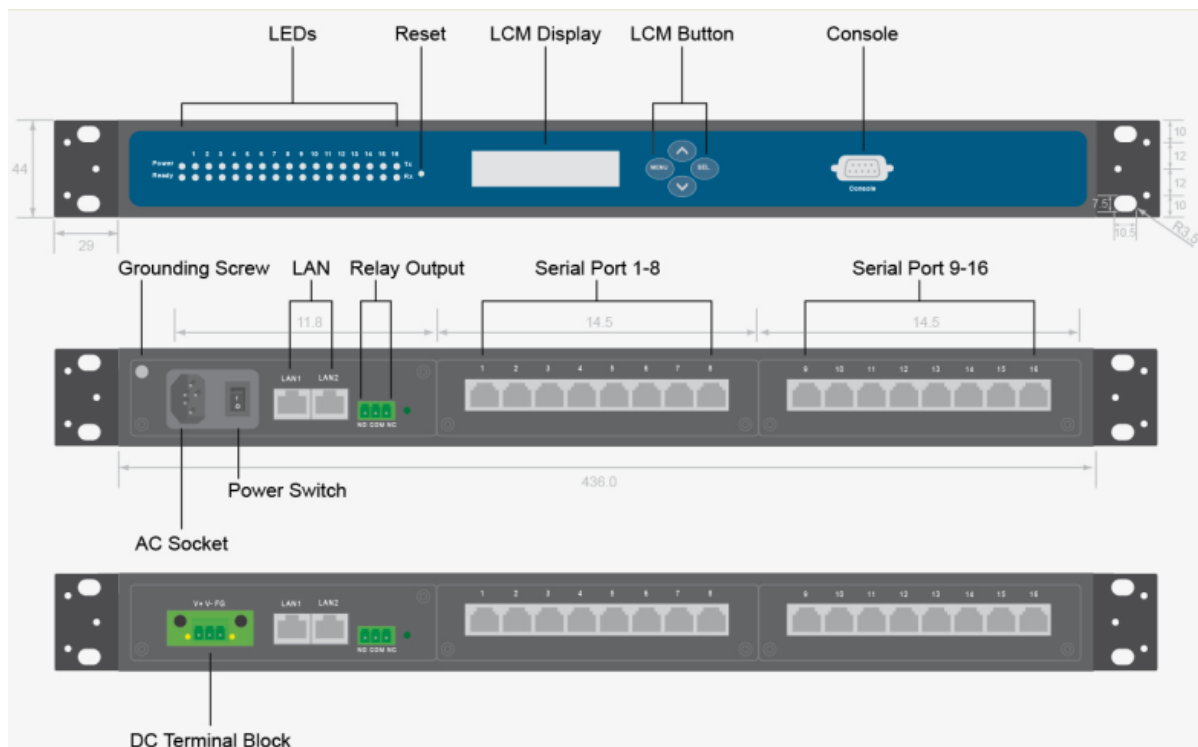 LEDs Reset LCM Display LCM Button Console
1 2 3 4 5 6 7 8 9 10 11 12 13 14 15 16
Power Tx
Ready Rx
MENU SEL
Console
44
29
10
12
12
10
7.5
10.5
R3.5
Grounding Screw LAN Relay Output Serial Port 1-8 Serial Port 9-16
11.8 14.5 14.5
LAN1 LAN2
1 2 3 4 5 6 7 8
9 10 11 12 13 14 15 16
NO COM NC
436.0
Power Switch
AC Socket
V+ V- FG
LAN1 LAN2
1 2 3 4 5 6 7 8
9 10 11 12 13 14 15 16
NO COM NC
DC Terminal Block